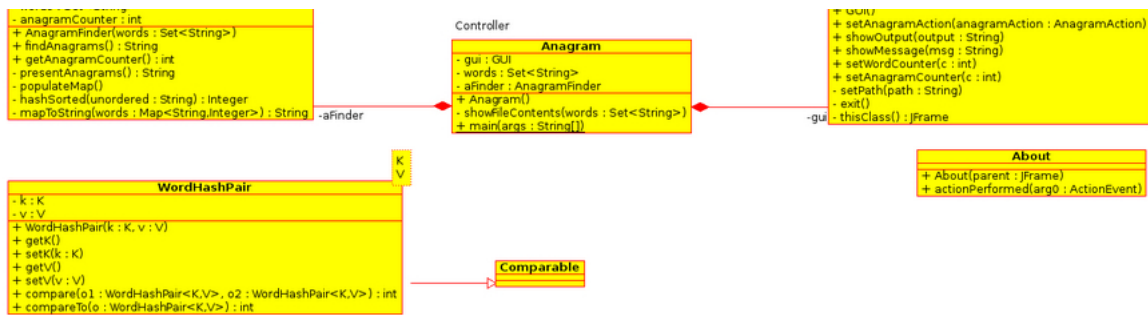 - anagramCounter : int
+ AnagramFinder(words : Set<String>)
+ findAnagrams() : String
+ getAnagramCounter() : int
- presentAnagrams() : String
- populateMap()
- hashSorted(unordered : String) : Integer
- mapToString(words : Map<String,Integer>) : String
-aFinder
Controller
Anagram
- gui : GUI
- words : Set<String>
- aFinder : AnagramFinder
+ Anagram()
- showFileContents(words : Set<String>)
+ main(args : String[])
-gui
+ GUI()
+ setAnagramAction(anagramAction : AnagramAction)
+ showOutput(output : String)
+ showMessage(msg : String)
+ setWordCounter(c : int)
+ setAnagramCounter(c : int)
- setPath(path : String)
- exit()
- thisClass() : JFrame
K
V
WordHashPair
- k : K
- v : V
+ WordHashPair(k : K, v : V)
+ getK()
+ setK(k : K)
+ getV()
+ setV(v : V)
+ compare(o1 : WordHashPair<K,V>, o2 : WordHashPair<K,V>) : int
+ compareTo(o : WordHashPair<K,V>) : int
Comparable
About
+ About(parent : JFrame)
+ actionPerformed(arg0 : ActionEvent)